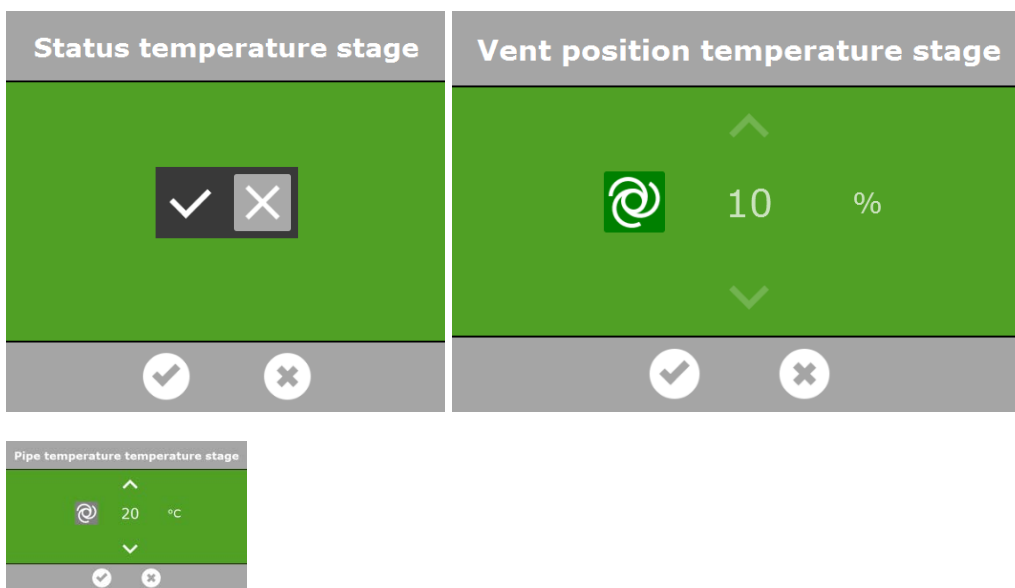 Status temperature stage
Vent position temperature stage
10 %
Pipe temperature temperature stage
20 °C